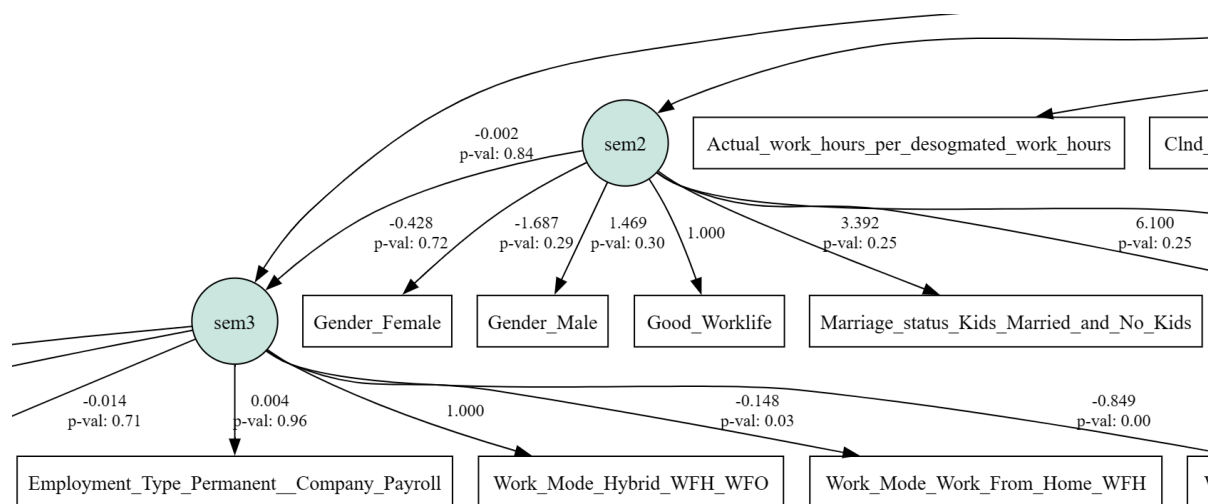 -0.002
p-val: 0.84
sem2
Actual_work_hours_per_desogmated_work_hours
Clnd_
-0.428
p-val: 0.72
-1.687
p-val: 0.29
1.469
p-val: 0.30
1.000
3.392
p-val: 0.25
6.100
p-val: 0.25
sem3
Gender_Female
Gender_Male
Good_Worklife
Marriage_status_Kids_Married_and_No_Kids
-0.014
p-val: 0.71
0.004
p-val: 0.96
1.000
-0.148
p-val: 0.03
-0.849
p-val: 0.00
Employment_Type_Permanent__Company_Payroll
Work_Mode_Hybrid_WFH_WFO
Work_Mode_Work_From_Home_WFH